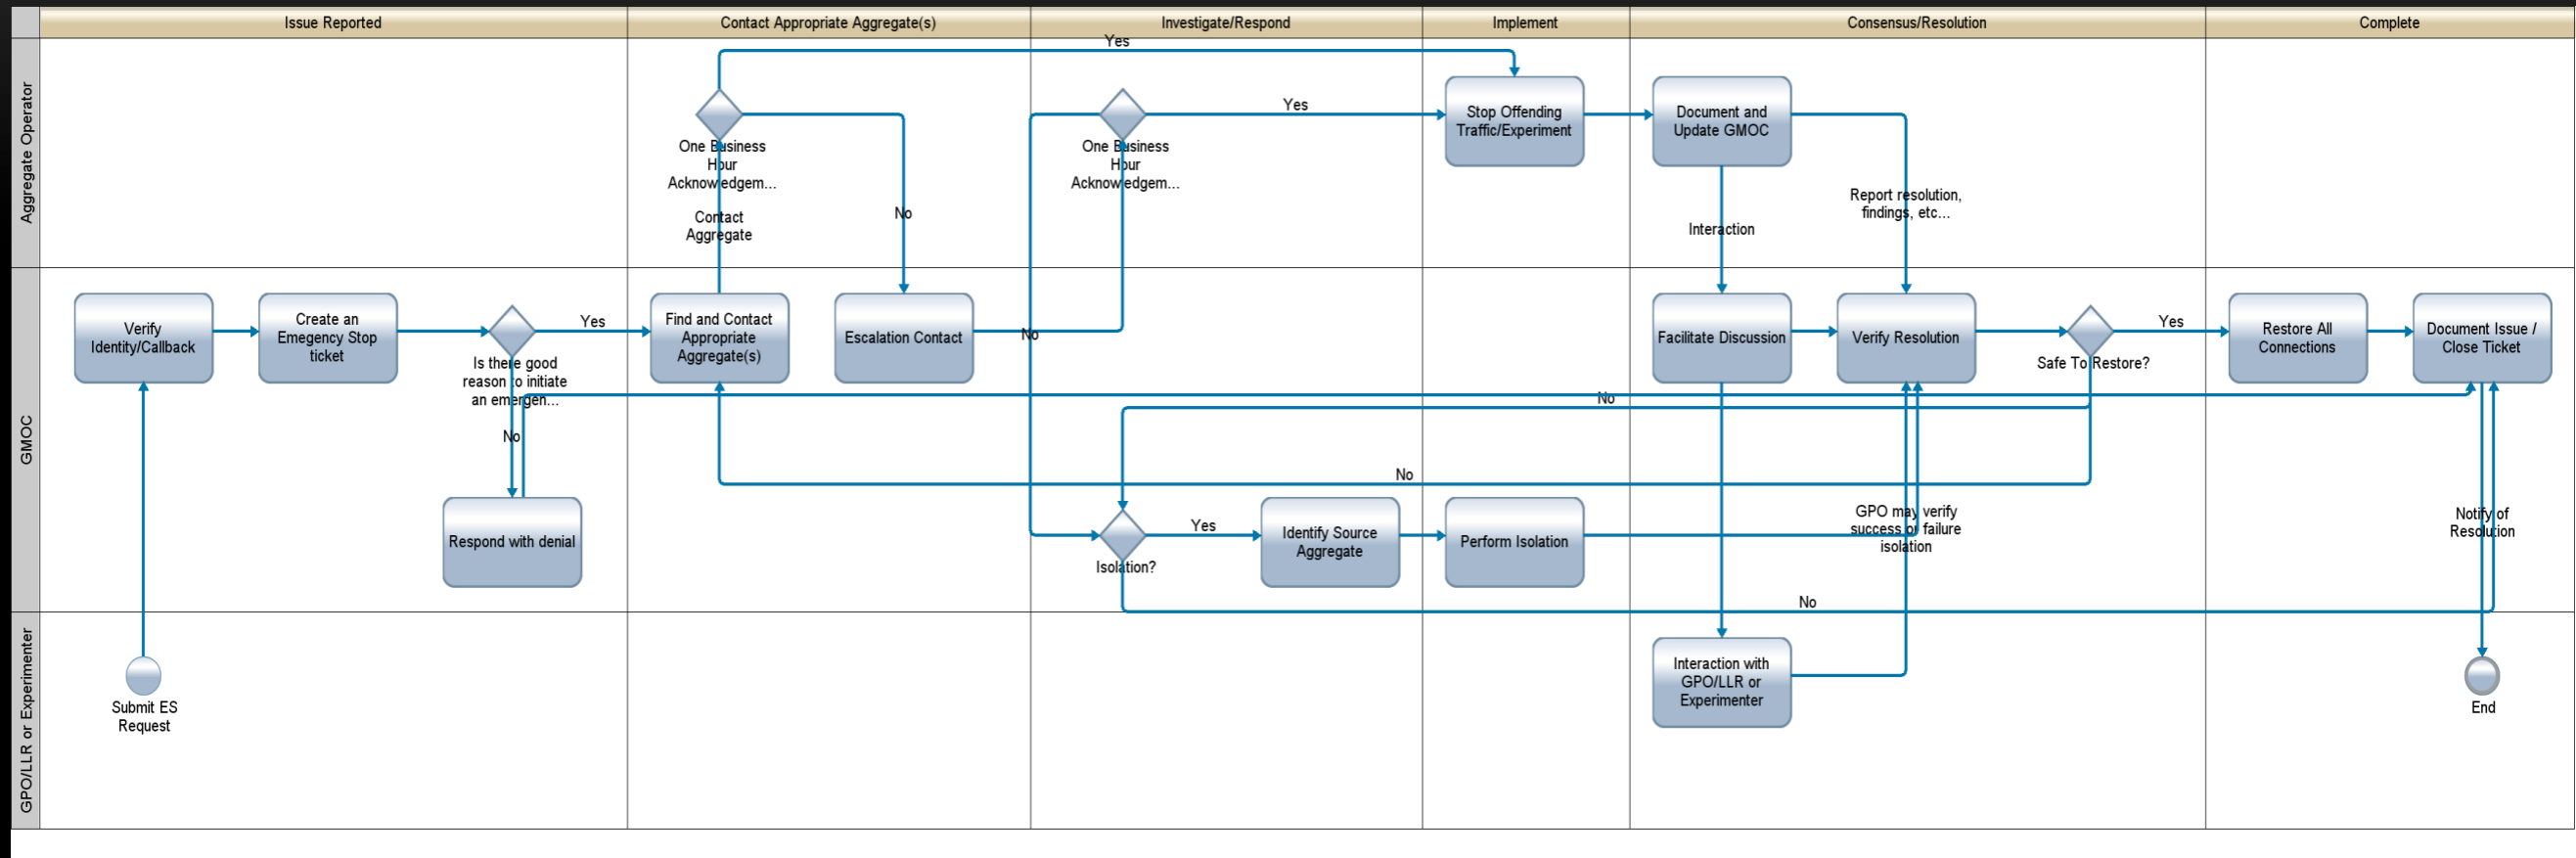 Issue Reported
Contact Appropriate Aggregate(s)
Investigate/Respond
Implement
Consensus/Resolution
Complete
Aggregate Operator
Yes
One Business
Hour
Acknowledgem...
Contact
Aggregate
No
One Business
Hour
Acknowledgem...
Yes
Stop Offending
Traffic/Experiment
Document and
Update GMOC
Interaction
Report resolution,
findings, etc...
GMOC
Verify
Identity/Callback
Create an
Emegency Stop
ticket
Is there good
reason to initiate
an emergen...
Yes
No
Respond with denial
Find and Contact
Appropriate
Aggregate(s)
Escalation Contact
No
Facilitate Discussion
Verify Resolution
Safe To Restore?
Yes
Restore All
Connections
Document Issue /
Close Ticket
No
No
Isolation?
Yes
Identify Source
Aggregate
Perform Isolation
GPO may verify
success or failure
isolation
Notify of
Resolution
No
GPO/LLR or Experimenter
Submit ES
Request
Interaction with
GPO/LLR or
Experimenter
End